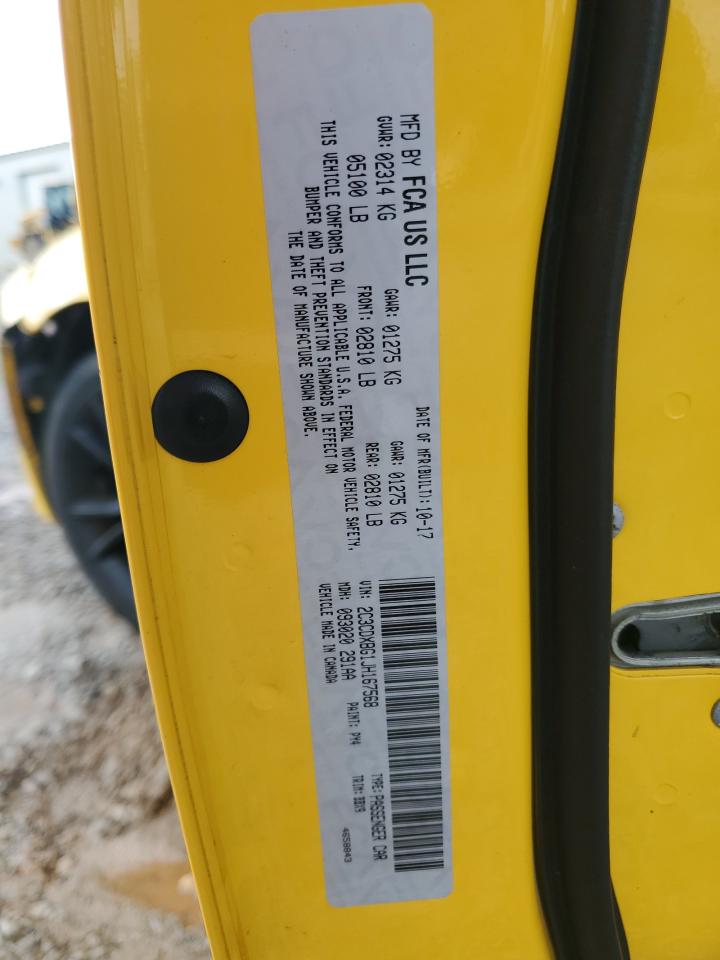 MFD BY FCA US LLC
DATE OF MFR(BUILT): 10-17
GVWR: 02314 KG
GAWR: 01275 KG
GAWR: 01275 KG
05100 LB
FRONT: 02810 LB
REAR: 02810 LB
THIS VEHICLE CONFORMS TO ALL APPLICABLE U.S.A. FEDERAL MOTOR VEHICLE SAFETY,
BUMPER AND THEFT PREVENTION STANDARDS IN EFFECT ON
THE DATE OF MANUFACTURE SHOWN ABOVE.
VIN: 2C3CDXBG1JH167568
TYPE: PASSENGER CAR
MDH: 093020 291AA
PAINT: PY4
TRIM: BBX9
VEHICLE MADE IN CANADA
4658843